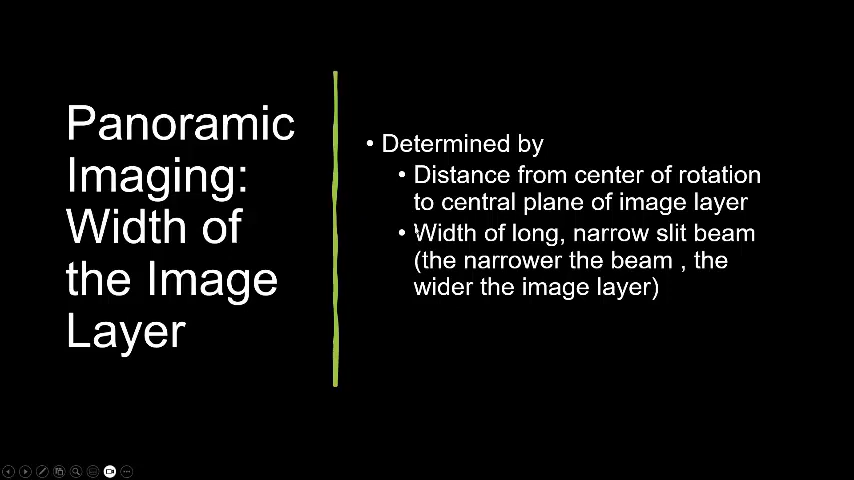 Panoramic
Imaging:
Width of
the Image
Layer
• Determined by
• Distance from center of rotation
to central plane of image layer
• Width of long, narrow slit beam
(the narrower the beam , the
wider the image layer)